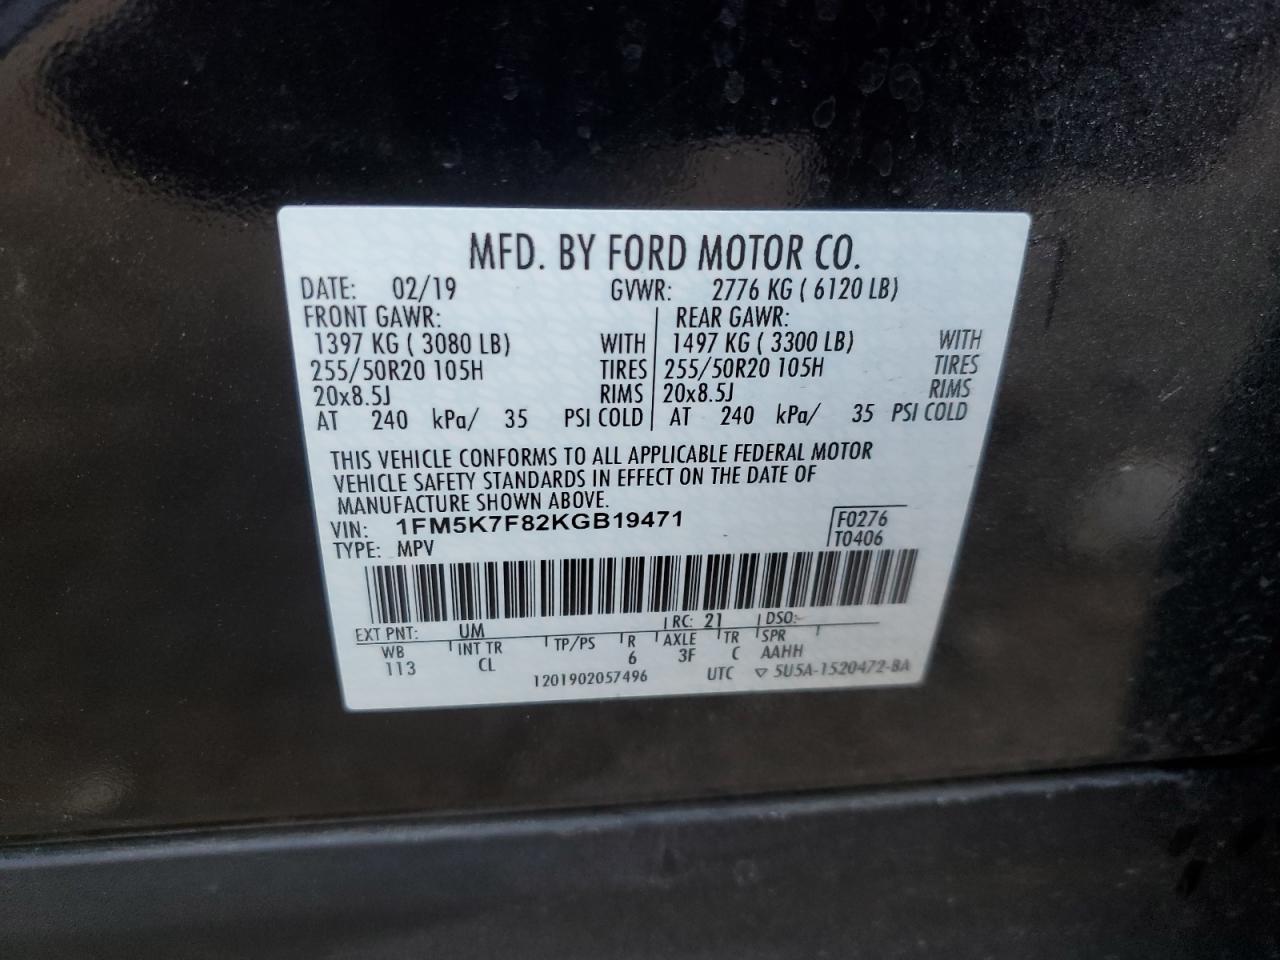 MFD. BY FORD MOTOR CO.
DATE: 02/19 GVWR: 2776 KG ( 6120 LB)
FRONT GAWR: REAR GAWR:
1397 KG ( 3080 LB) WITH 1497 KG ( 3300 LB) WITH
255/50R20 105H TIRES 255/50R20 105H TIRES
20x8.5J RIMS 20x8.5J RIMS
AT 240 kPa/ 35 PSI COLD AT 240 kPa/ 35 PSI COLD
THIS VEHICLE CONFORMS TO ALL APPLICABLE FEDERAL MOTOR
VEHICLE SAFETY STANDARDS IN EFFECT ON THE DATE OF
MANUFACTURE SHOWN ABOVE.
VIN: 1FM5K7F82KGB19471 F0276
TYPE: MPV T0406
EXT PNT: UM RC: 21 DSO:
WB INT TR TP/PS R AXLE TR SPR
113 CL 6 3F C AAHH
1201902057496 UTC ▽ 5U5A-1520472-BA